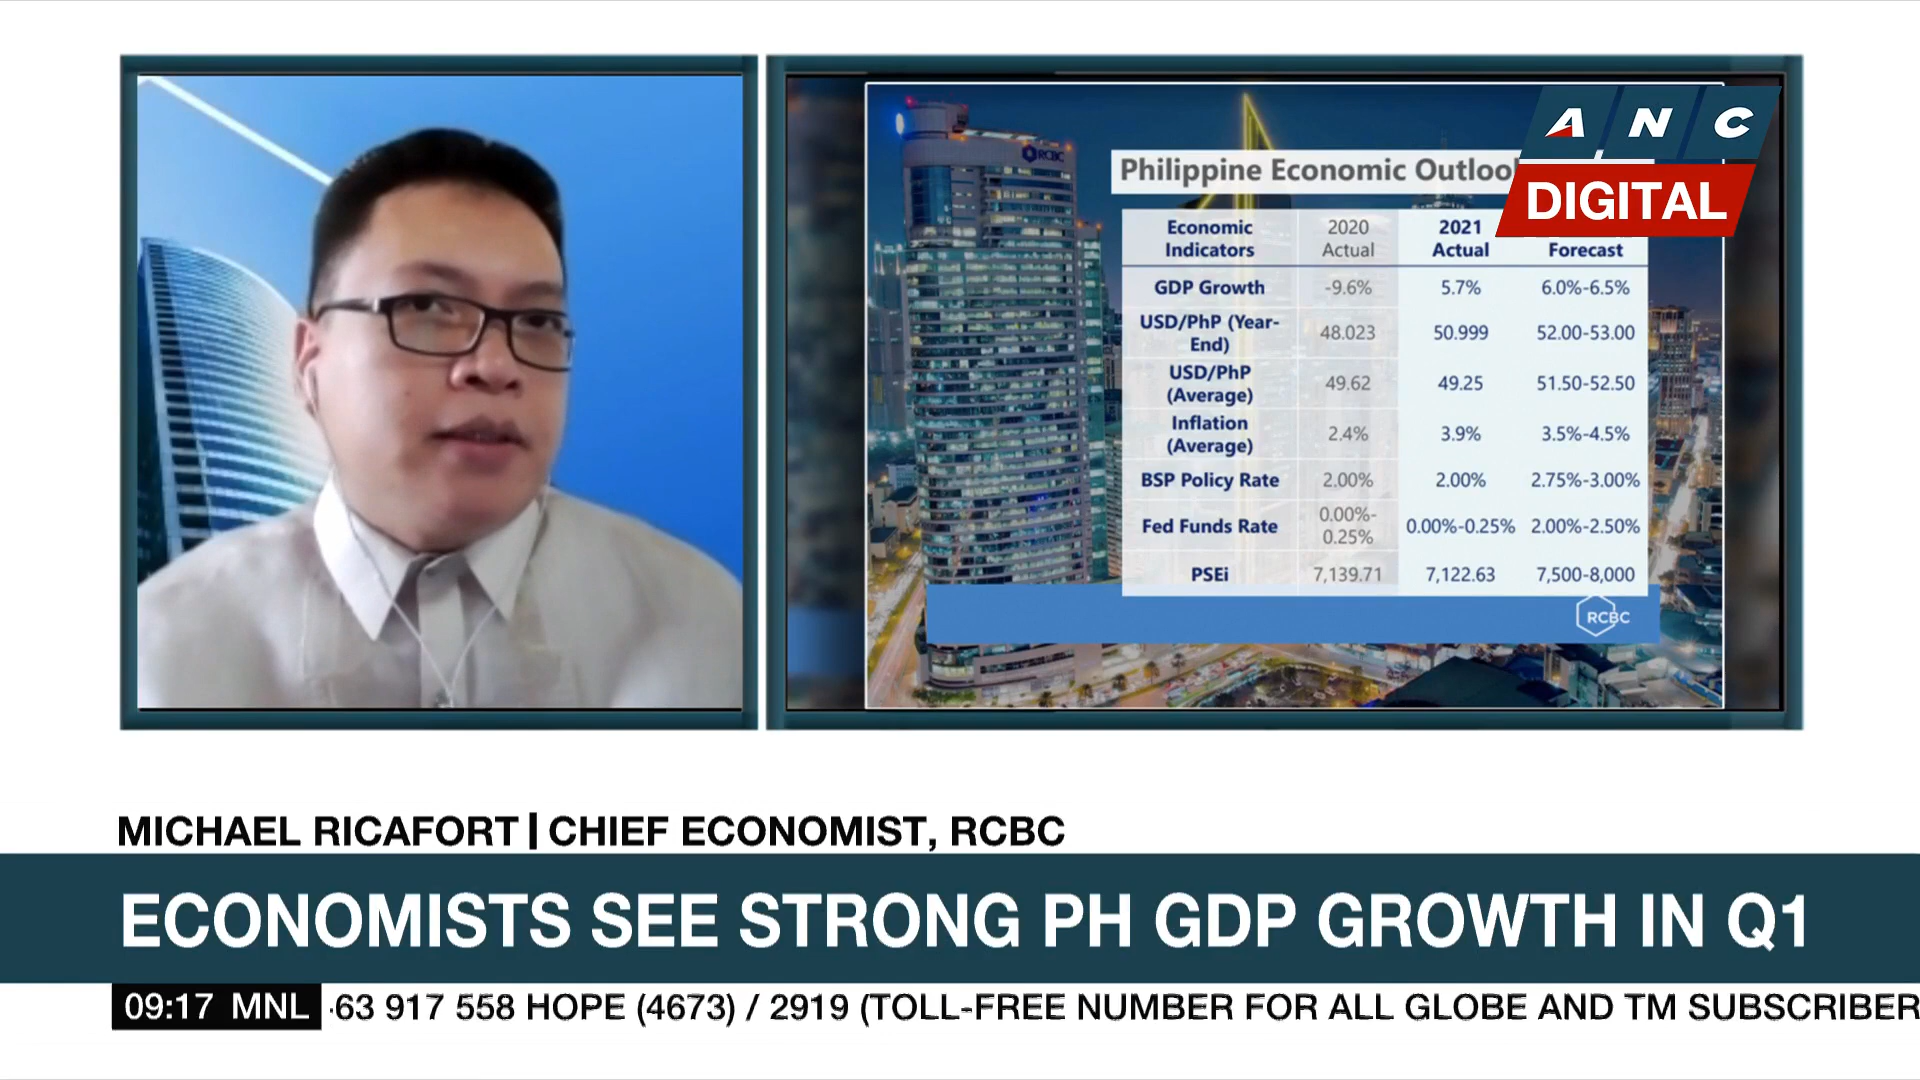 RCBC
Philippine Economic Outloo
A N C
DIGITAL
Economic Indicators 2020 Actual 2021 Actual Forecast
GDP Growth -9.6% 5.7% 6.0%-6.5%
USD/PhP (Year-End) 48.023 50.999 52.00-53.00
USD/PhP (Average) 49.62 49.25 51.50-52.50
Inflation (Average) 2.4% 3.9% 3.5%-4.5%
BSP Policy Rate 2.00% 2.00% 2.75%-3.00%
Fed Funds Rate 0.00%-0.25% 0.00%-0.25% 2.00%-2.50%
PSEi 7,139.71 7,122.63 7,500-8,000
RCBC
MICHAEL RICAFORT | CHIEF ECONOMIST, RCBC
ECONOMISTS SEE STRONG PH GDP GROWTH IN Q1
09:17 MNL 63 917 558 HOPE (4673) / 2919 (TOLL-FREE NUMBER FOR ALL GLOBE AND TM SUBSCRIBER